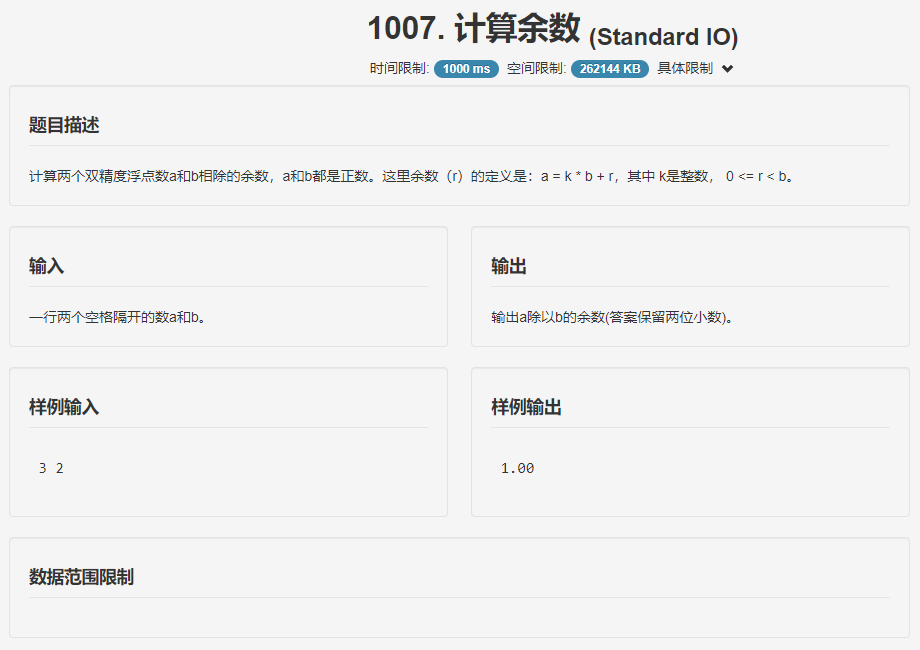 1007. 计算余数 (Standard IO)
时间限制: 1000 ms 空间限制: 262144 KB 具体限制
题目描述
计算两个双精度浮点数a和b相除的余数，a和b都是正数。这里余数（r）的定义是：a = k * b + r，其中 k是整数， 0 <= r < b。
输入
一行两个空格隔开的数a和b。
输出
输出a除以b的余数(答案保留两位小数)。
样例输入
3 2
样例输出
1.00
数据范围限制